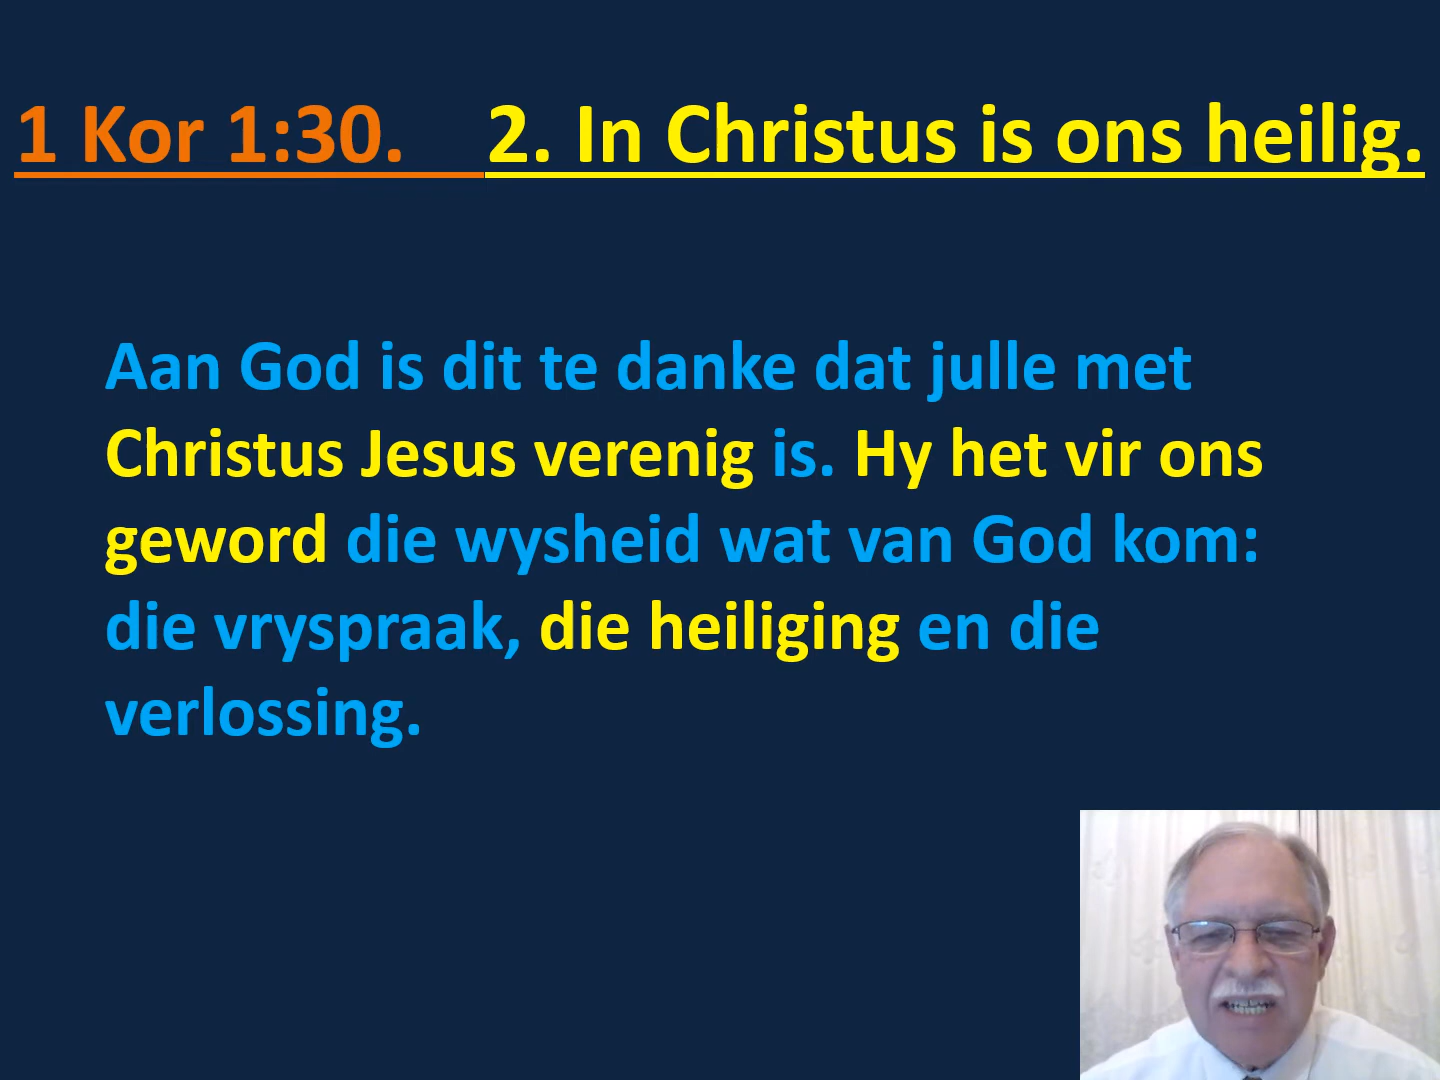 1 Kor 1:30. 2. In Christus is ons heilig.
Aan God is dit te danke dat julle met
Christus Jesus verenig is. Hy het vir ons
geword die wysheid wat van God kom:
die vryspraak, die heiliging en die
verlossing.